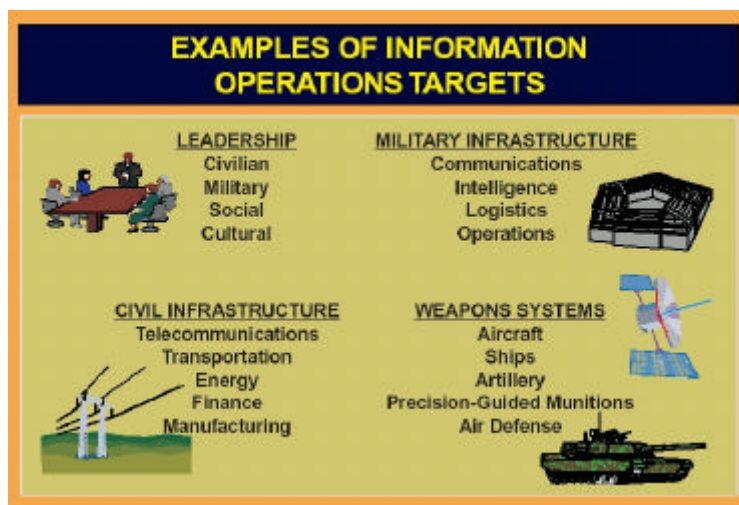 EXAMPLES OF INFORMATION
OPERATIONS TARGETS
LEADERSHIP
Civilian
Military
Social
Cultural
MILITARY INFRASTRUCTURE
Communications
Intelligence
Logistics
Operations
CIVIL INFRASTRUCTURE
Telecommunications
Transportation
Energy
Finance
Manufacturing
WEAPONS SYSTEMS
Aircraft
Ships
Artillery
Precision-Guided Munitions
Air Defense